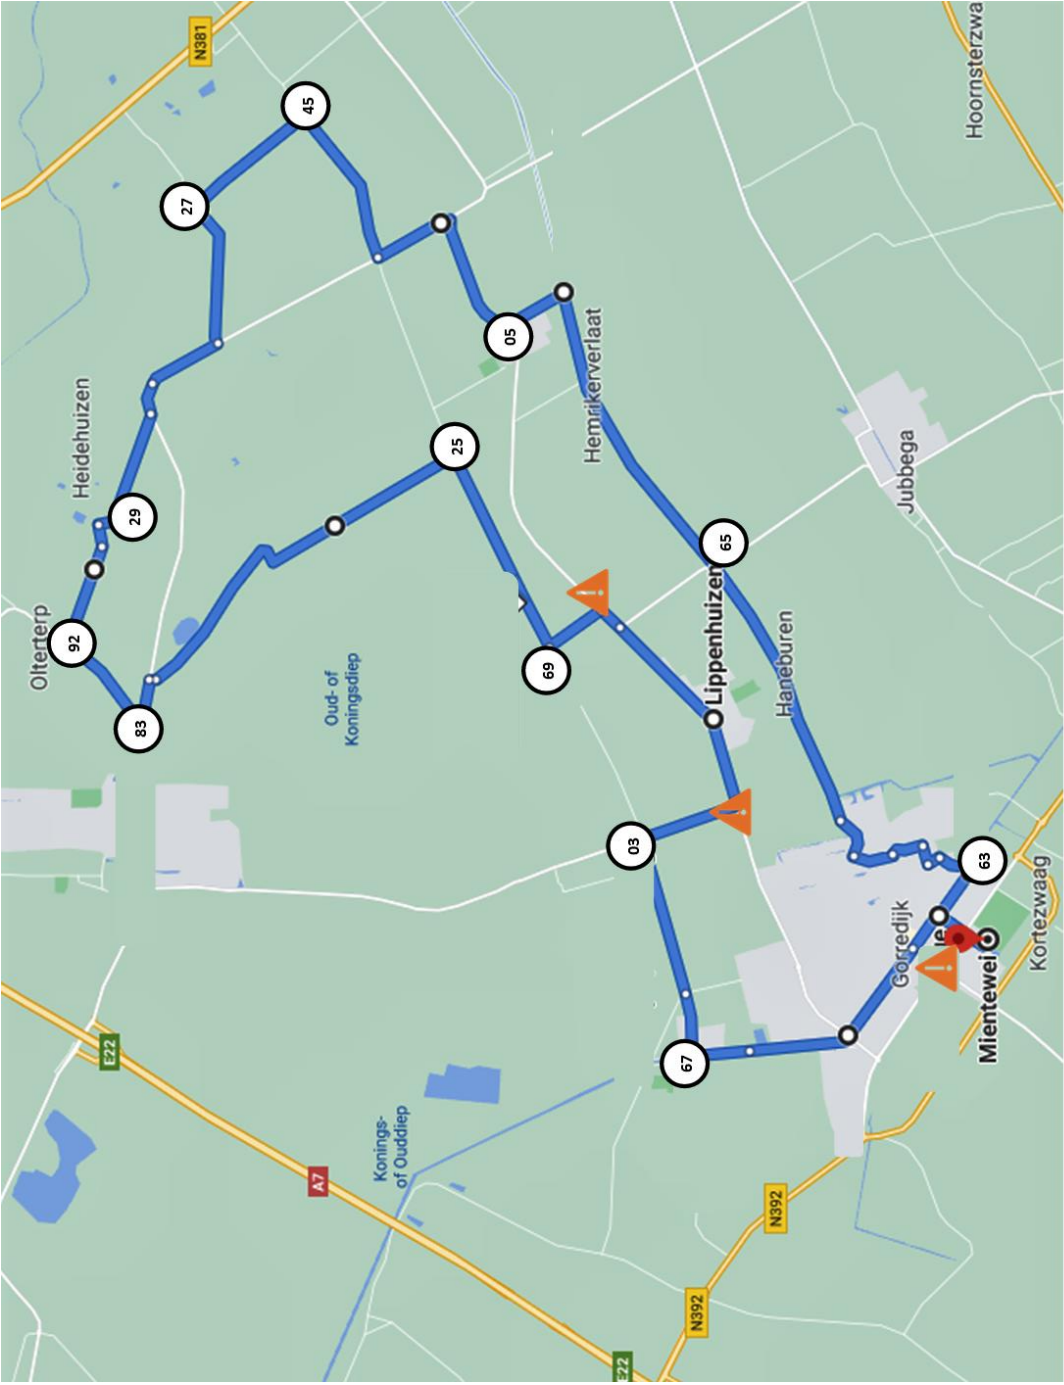 Olterterp
92
Heidehuizen
E22
29
83
27
N381
45
A7
Oud- of
Koningsdiep
Konings-
of Ouddiep
25
05
69
Hemrikerverlaat
E22
03
67
N392
Lippenhuizen
65
N392
Haneburen
Gorredijk
Jubbega
Hoornsterzwa
63
Mientewei
Kortezwaag